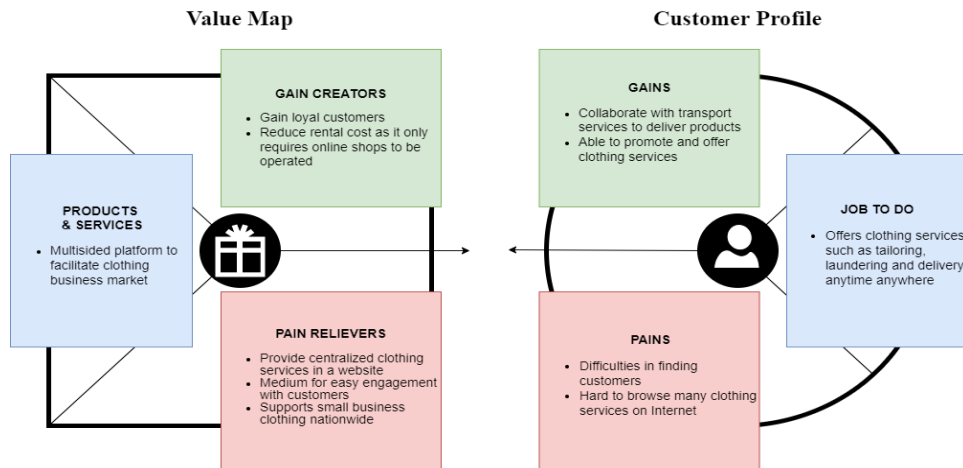 Value Map
Customer Profile
GAIN CREATORS
• Gain loyal customers
• Reduce rental cost as it only
requires online shops to be
operated
PRODUCTS
& SERVICES
• Multisided platform to
facilitate clothing
business market
PAIN RELIEVERS
• Provide centralized clothing
services in a website
• Medium for easy engagement
with customers
• Supports small business
clothing nationwide
GAINS
• Collaborate with transport
services to deliver products
• Able to promote and offer
clothing services
JOB TO DO
• Offers clothing services
such as tailoring,
laundering and delivery
anytime anywhere
PAINS
• Difficulties in finding
customers
• Hard to browse many clothing
services on Internet